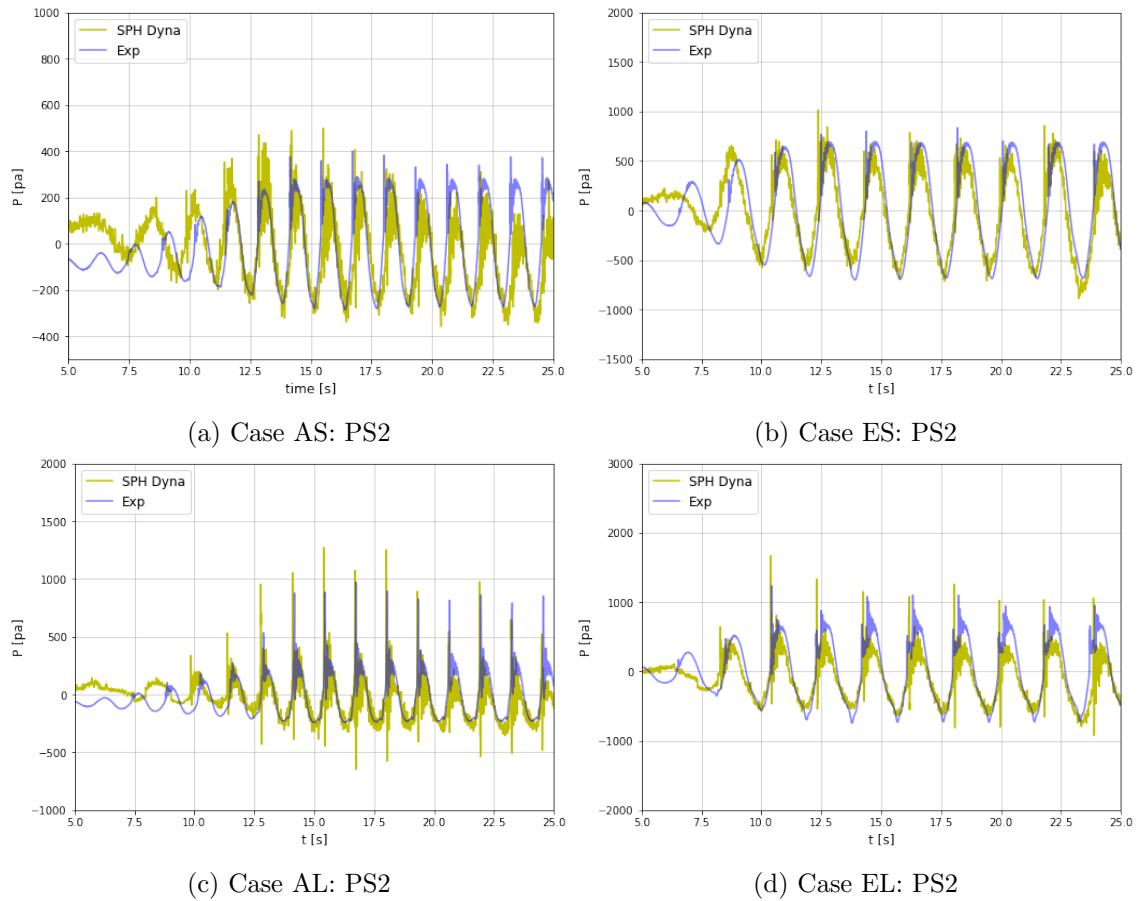 1000
800
600
400
200
0
−200
−400
P [pa]
SPH Dyna
Exp
5.0 7.5 10.0 12.5 15.0 17.5 20.0 22.5 25.0
time [s]
(a) Case AS: PS2
2000
1500
1000
500
0
−500
−1000
−1500
P [pa]
SPH Dyna
Exp
5.0 7.5 10.0 12.5 15.0 17.5 20.0 22.5 25.0
t [s]
(b) Case ES: PS2
2000
1500
1000
500
0
−500
−1000
P [pa]
SPH Dyna
Exp
5.0 7.5 10.0 12.5 15.0 17.5 20.0 22.5 25.0
t [s]
(c) Case AL: PS2
3000
2000
1000
0
−1000
−2000
P [pa]
SPH Dyna
Exp
5.0 7.5 10.0 12.5 15.0 17.5 20.0 22.5 25.0
t [s]
(d) Case EL: PS2